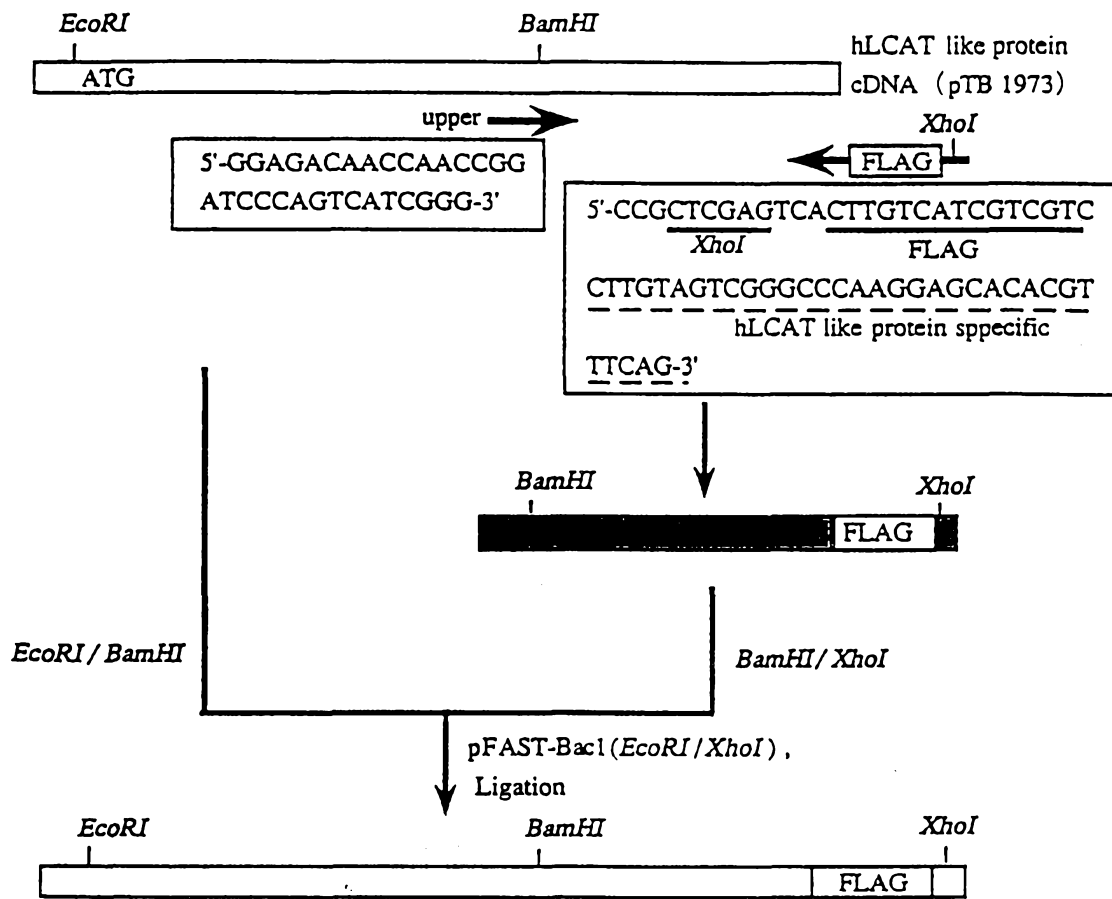 EcoRI
BamHI
hLCAT like protein
cDNA (pTB 1973)
ATG
upper
XhoI
FLAG
5'-GGAGACAACCAACCGG
ATCCCAGTCATCGGG-3'
5'-CCGCTCGAGTCACTTGTCATCGTCGTC
XhoI
FLAG
CTTGTAGTCGGGCCCAAGGAGCACACGT
hLCAT like protein sppecific
TTCAG-3'
BamHI
XhoI
FLAG
EcoRI/BamHI
BamHI/XhoI
pFAST-Bac1(EcoRI/XhoI),
Ligation
EcoRI
BamHI
XhoI
FLAG